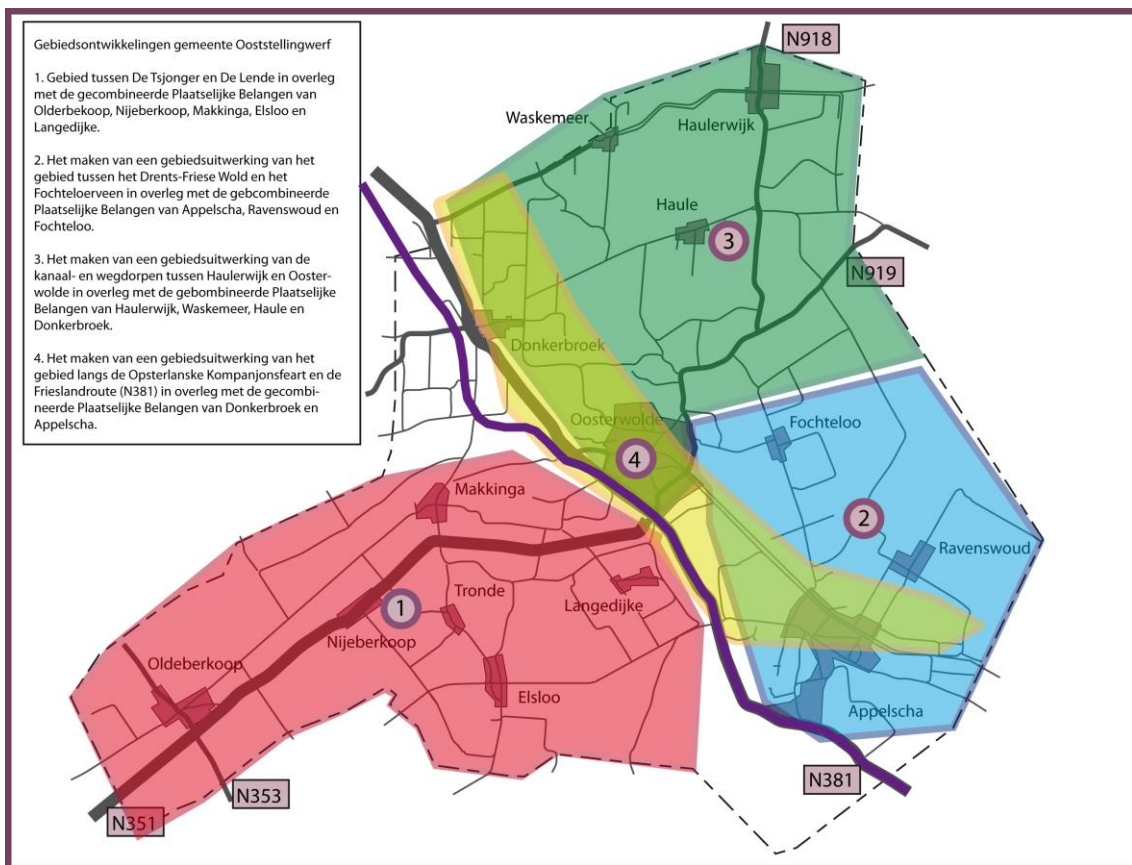 Gebiedsontwikkelingen gemeente Ooststellingwerf
1. Gebied tussen De Tsjonger en De Lende in overleg
met de gecombineerde Plaatselijke Belangen van
Olderbekoop, Nijeberkoop, Makkinga, Elsloo en
Langedijke.
2. Het maken van een gebiedsuitwerking van het
gebied tussen het Drents-Friese Wold en het
Fochteloerveen in overleg met de gebcombineerde
Plaatselijke Belangen van Appelscha, Ravenswoud en
Fochteloo.
3. Het maken van een gebiedsuitwerking van de
kanaal- en wegdorpen tussen Haulerwijk en Ooster-
wolde in overleg met de gebombineerde Plaatselijke
Belangen van Haulerwijk, Waskemeer, Haule en
Donkerbroek.
4. Het maken van een gebiedsuitwerking van het
gebied langs de Opsterlanske Kompanjonsfeart en de
Frieslandroute (N381) in overleg met de gecombi-
neerde Plaatselijke Belangen van Donkerbroek en
Appelscha.
N918
Waskemeer
Haulerwijk
Haule
3
N919
Donkerbroek
Oosterwolde
Fochteloo
4
Makkinga
2
Ravenswoud
Tronde
Langedijke
1
Nijeberkoop
Oldeberkoop
Elsloo
Appelscha
N381
N353
N351